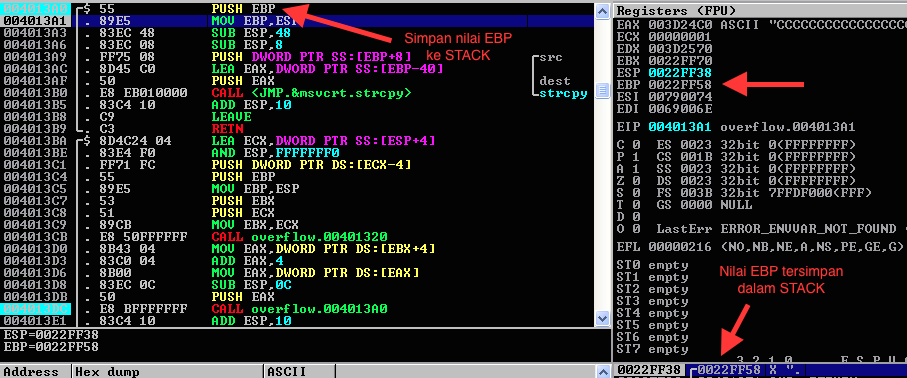 004013A0 $ 55 PUSH EBP
004013A1 . 89E5 MOV EBP,ESP
004013A3 . 83EC 48 SUB ESP,48
004013A6 . 83EC 08 SUB ESP,8
004013A9 . FF75 08 PUSH DWORD PTR SS:[EBP+8] src
004013AC . 8D45 C0 LEA EAX,DWORD PTR SS:[EBP-40]
004013AF . 50 PUSH EAX dest
004013B0 . E8 EB010000 CALL <JMP.&msvcrt.strcpy> strcpy
004013B5 . 83C4 10 ADD ESP,10
004013B8 . C9 LEAVE
004013B9 . C3 RETN
004013BA $ 8D4C24 04 LEA ECX,DWORD PTR SS:[ESP+4]
004013BE . 83E4 F0 AND ESP,FFFFFFF0
004013C1 . FF71 FC PUSH DWORD PTR DS:[ECX-4]
004013C4 . 55 PUSH EBP
004013C5 . 89E5 MOV EBP,ESP
004013C7 . 53 PUSH EBX
004013C8 . 51 PUSH ECX
004013C9 . 89CB MOV EBX,ECX
004013CB . E8 50FFFFFF CALL overflow.00401320
004013D0 . 8B43 04 MOV EAX,DWORD PTR DS:[EBX+4]
004013D3 . 83C0 04 ADD EAX,4
004013D6 . 8B00 MOV EAX,DWORD PTR DS:[EAX]
004013D8 . 83EC 0C SUB ESP,0C
004013DB . 50 PUSH EAX
004013DC . E8 BFFFFFFF CALL overflow.004013A0
004013E1 . 83C4 10 ADD ESP,10
Simpan nilai EBP
ke STACK
ESP=0022FF38
EBP=0022FF58
Address Hex dump ASCII
Registers (FPU)
EAX 003D24C0 ASCII "CCCCCCCCCCCCCCCC
ECX 00000001
EDX 003D2570
EBX 0022FF70
ESP 0022FF38
EBP 0022FF58
ESI 00790074
EDI 0069006E
EIP 004013A1 overflow.004013A1
C 0 ES 0023 32bit 0(FFFFFFFF)
P 1 CS 001B 32bit 0(FFFFFFFF)
A 1 SS 0023 32bit 0(FFFFFFFF)
Z 0 DS 0023 32bit 0(FFFFFFFF)
S 0 FS 003B 32bit 7FFDF000(FFF)
T 0 GS 0000 NULL
D 0
O 0 LastErr ERROR_ENVVAR_NOT_FOUND
EFL 00000216 (NO,NB,NE,A,NS,PE,GE,G)
ST0 empty
ST1 empty
ST2 empty
ST3 empty
ST4 empty
ST5 empty
ST6 empty
ST7 empty
3 2 1 0 E S P U
Nilai EBP tersimpan
dalam STACK
0022FF38 0022FF58 X ".